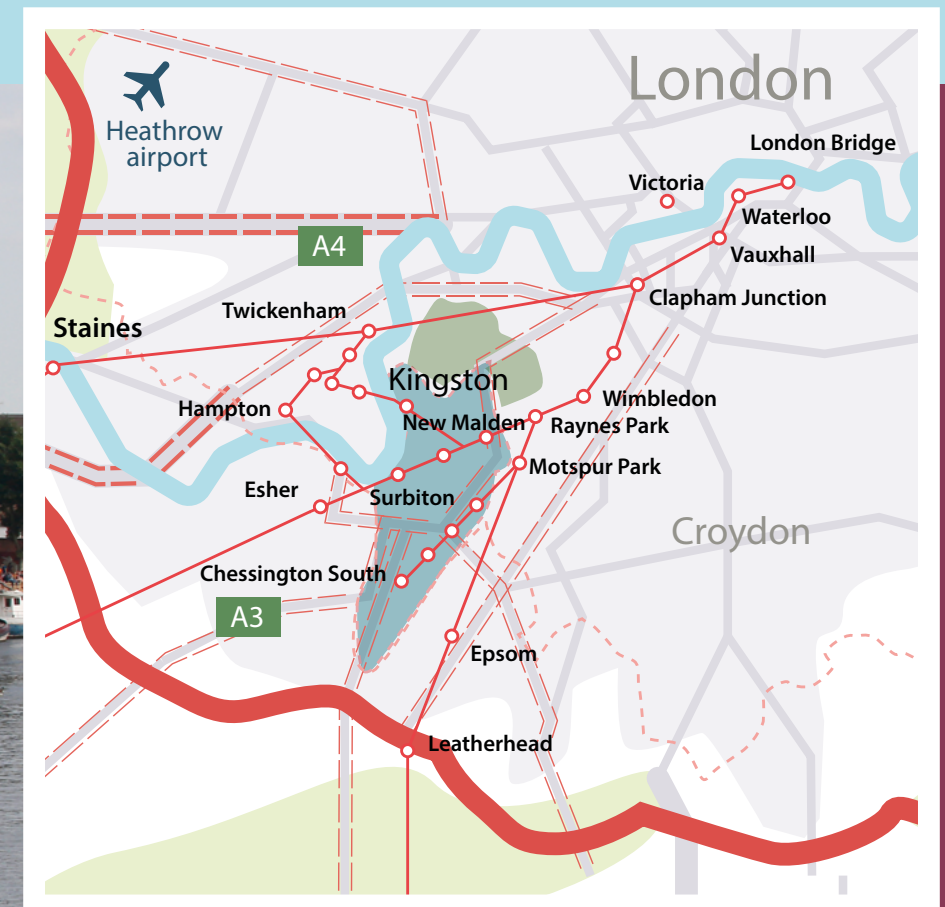 London
Heathrow
airport
London Bridge
Victoria
Waterloo
A4
Vauxhall
Clapham Junction
Twickenham
Staines
Kingston
Hampton
New Malden
Wimbledon
Raynes Park
Motspur Park
Esher
Surbiton
Croydon
Chessington South
A3
Epsom
Leatherhead